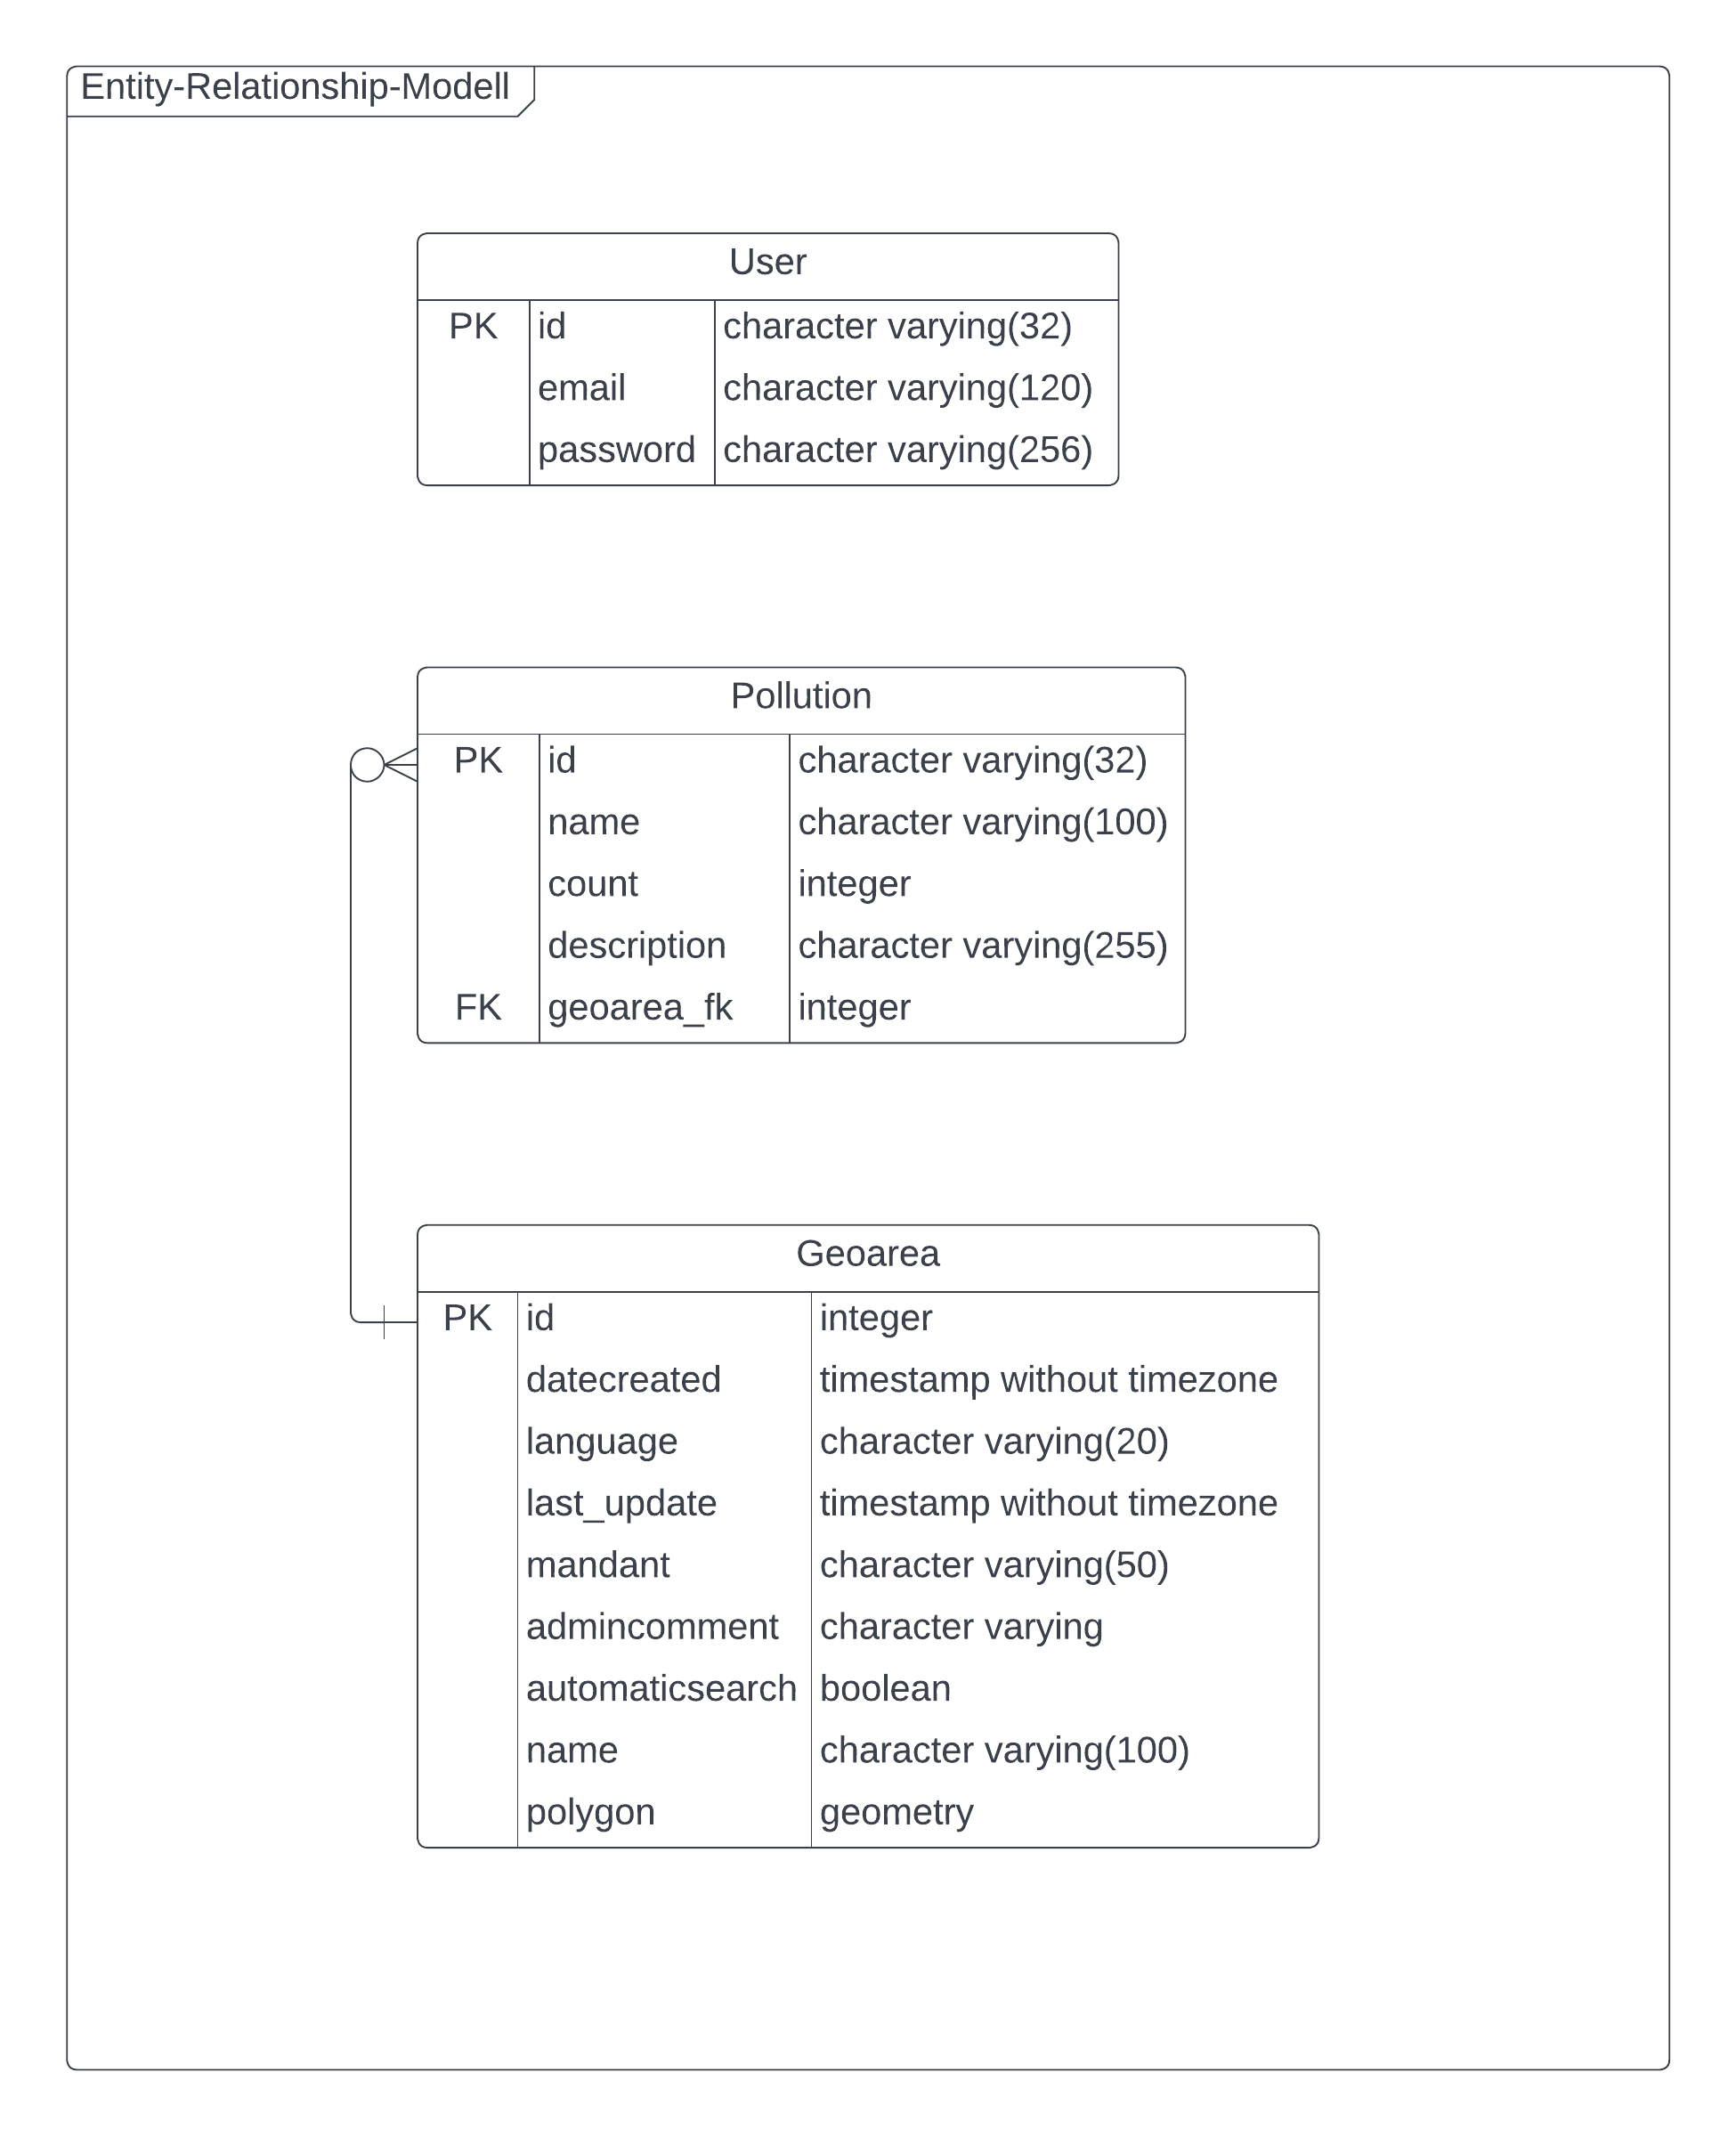 Entity-Relationship-Modell
User
PK id character varying(32)
email character varying(120)
password character varying(256)
Pollution
PK id character varying(32)
name character varying(100)
count integer
description character varying(255)
FK geoarea_fk integer
Geoarea
PK id integer
datecreated timestamp without timezone
language character varying(20)
last_update timestamp without timezone
mandant character varying(50)
admincomment character varying
automaticsearch boolean
name character varying(100)
polygon geometry